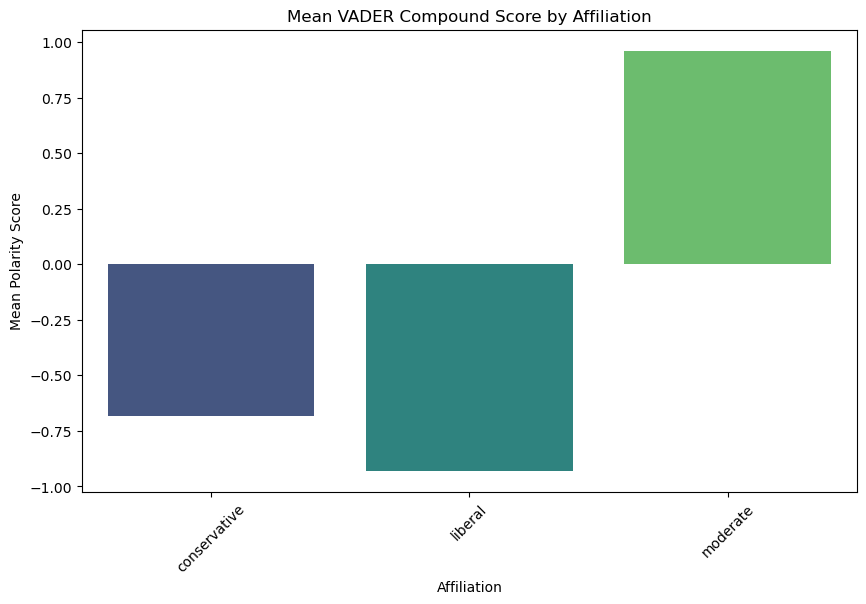 Mean VADER Compound Score by Affiliation
Mean Polarity Score
1.00
0.75
0.50
0.25
0.00
−0.25
−0.50
−0.75
−1.00
conservative
liberal
moderate
Affiliation